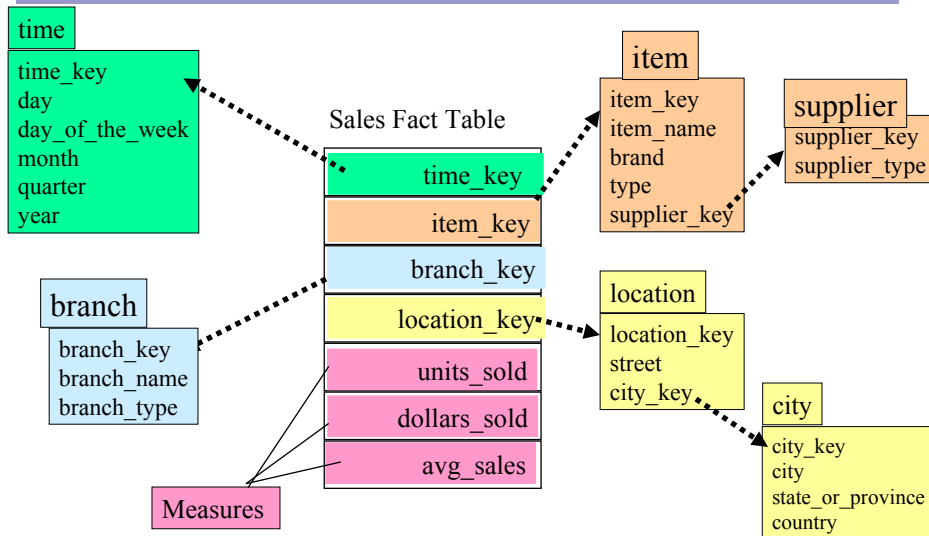 time
time_key
day
day_of_the_week
month
quarter
year
Sales Fact Table
time_key
item_key
branch_key
location_key
units_sold
dollars_sold
avg_sales
Measures
branch
branch_key
branch_name
branch_type
item
item_key
item_name
brand
type
supplier_key
supplier
supplier_key
supplier_type
location
location_key
street
city_key
city
city_key
city
state_or_province
country